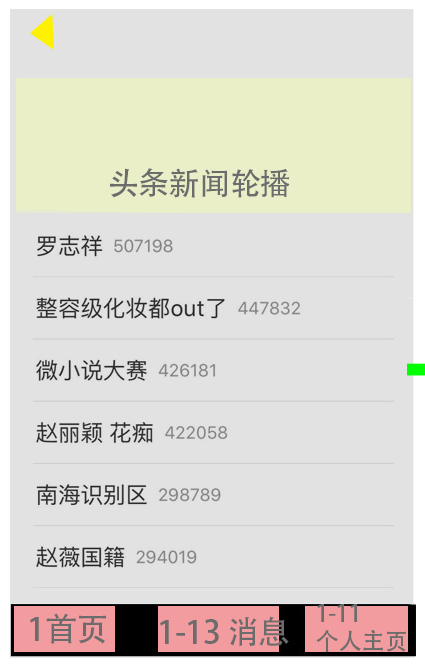 头条新闻轮播
罗志祥 507198
整容级化妆都out了 447832
微小说大赛 426181
赵丽颖 花痴 422058
南海识别区 298789
赵薇国籍 294019
1首页
1-13 消息
1-11
个人主页